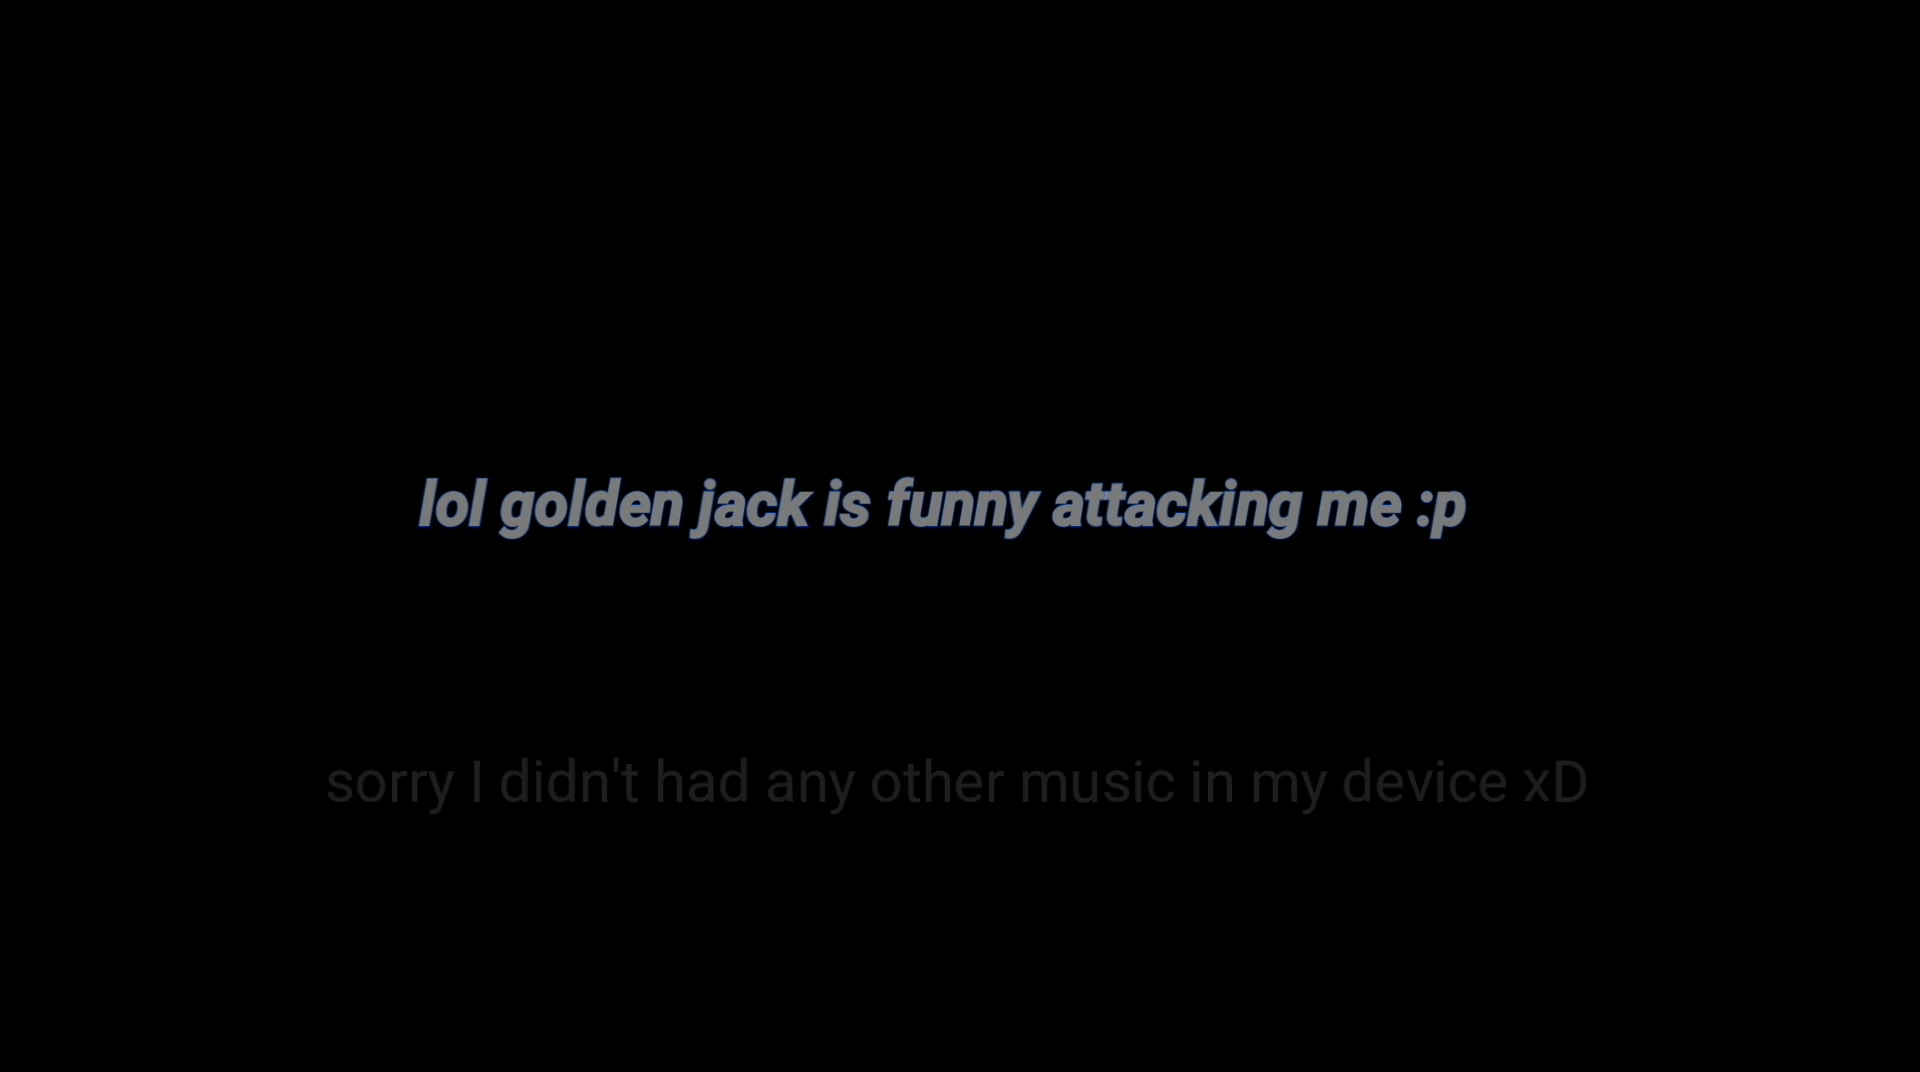 lol golden jack is funny attacking me :p
sorry I didn't had any other music in my device xD